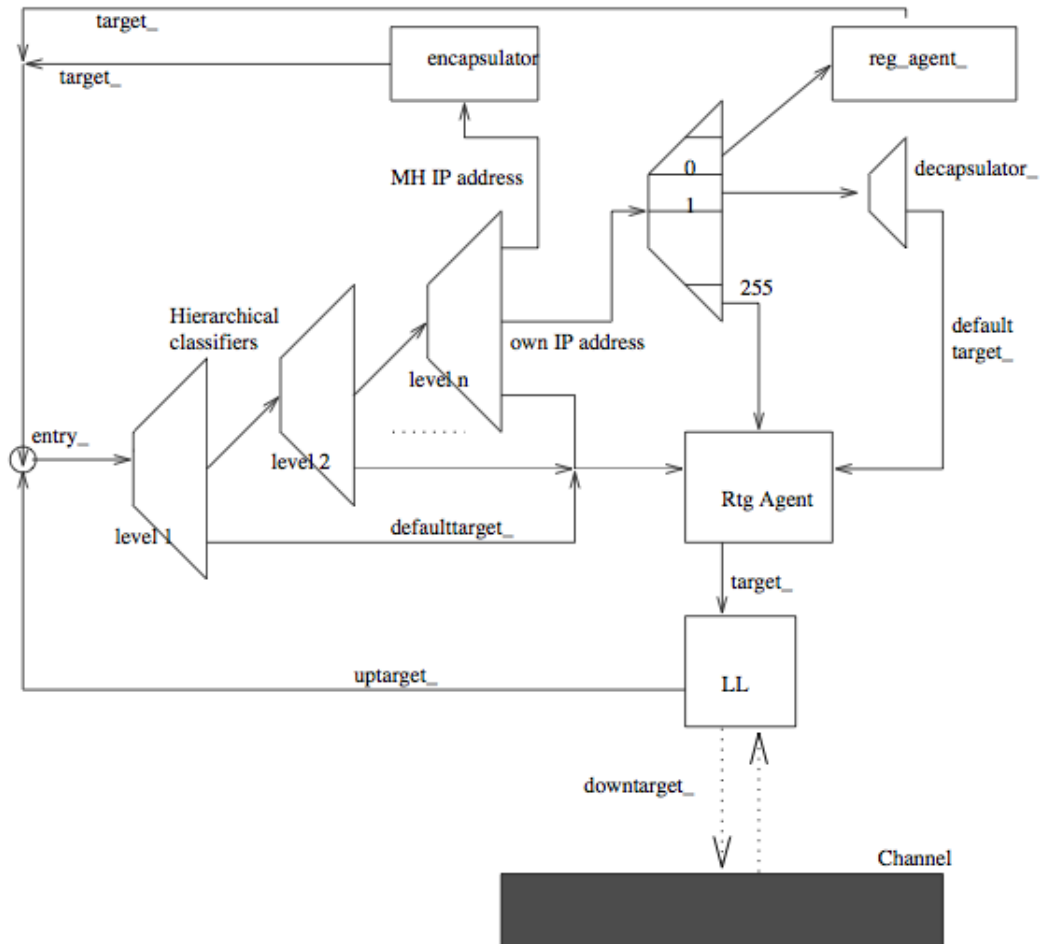 target_
encapsulator
reg_agent_
target_
0
decapsulator_
MH IP address
1
255
Hierarchical
classifiers
own IP address
default
target_
level n
entry_
level 2
Rtg Agent
level 1
defaulttarget_
target_
uptarget_
LL
downtarget_
Channel